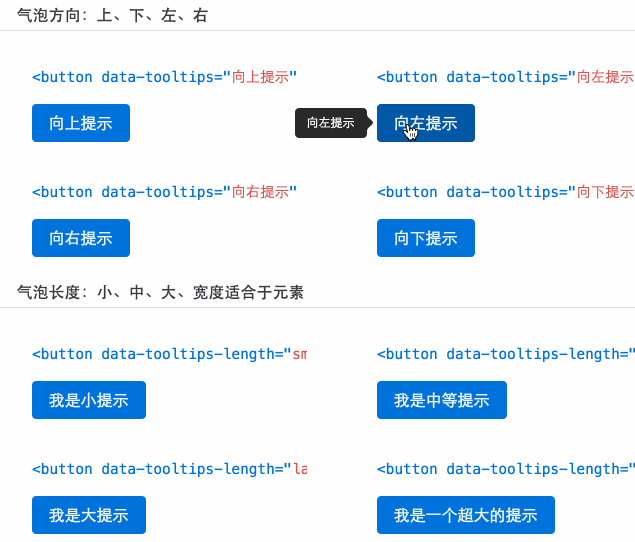 气泡方向：上、下、左、右
<button data-tooltips="向上提示"
<button data-tooltips="向左提示
向上提示
向左提示
向左提示
<button data-tooltips="向右提示"
<button data-tooltips="向下提示
向右提示
向下提示
气泡长度：小、中、大、宽度适合于元素
<button data-tooltips-length="sm
<button data-tooltips-length="
我是小提示
我是中等提示
<button data-tooltips-length="la
<button data-tooltips-length="
我是大提示
我是一个超大的提示